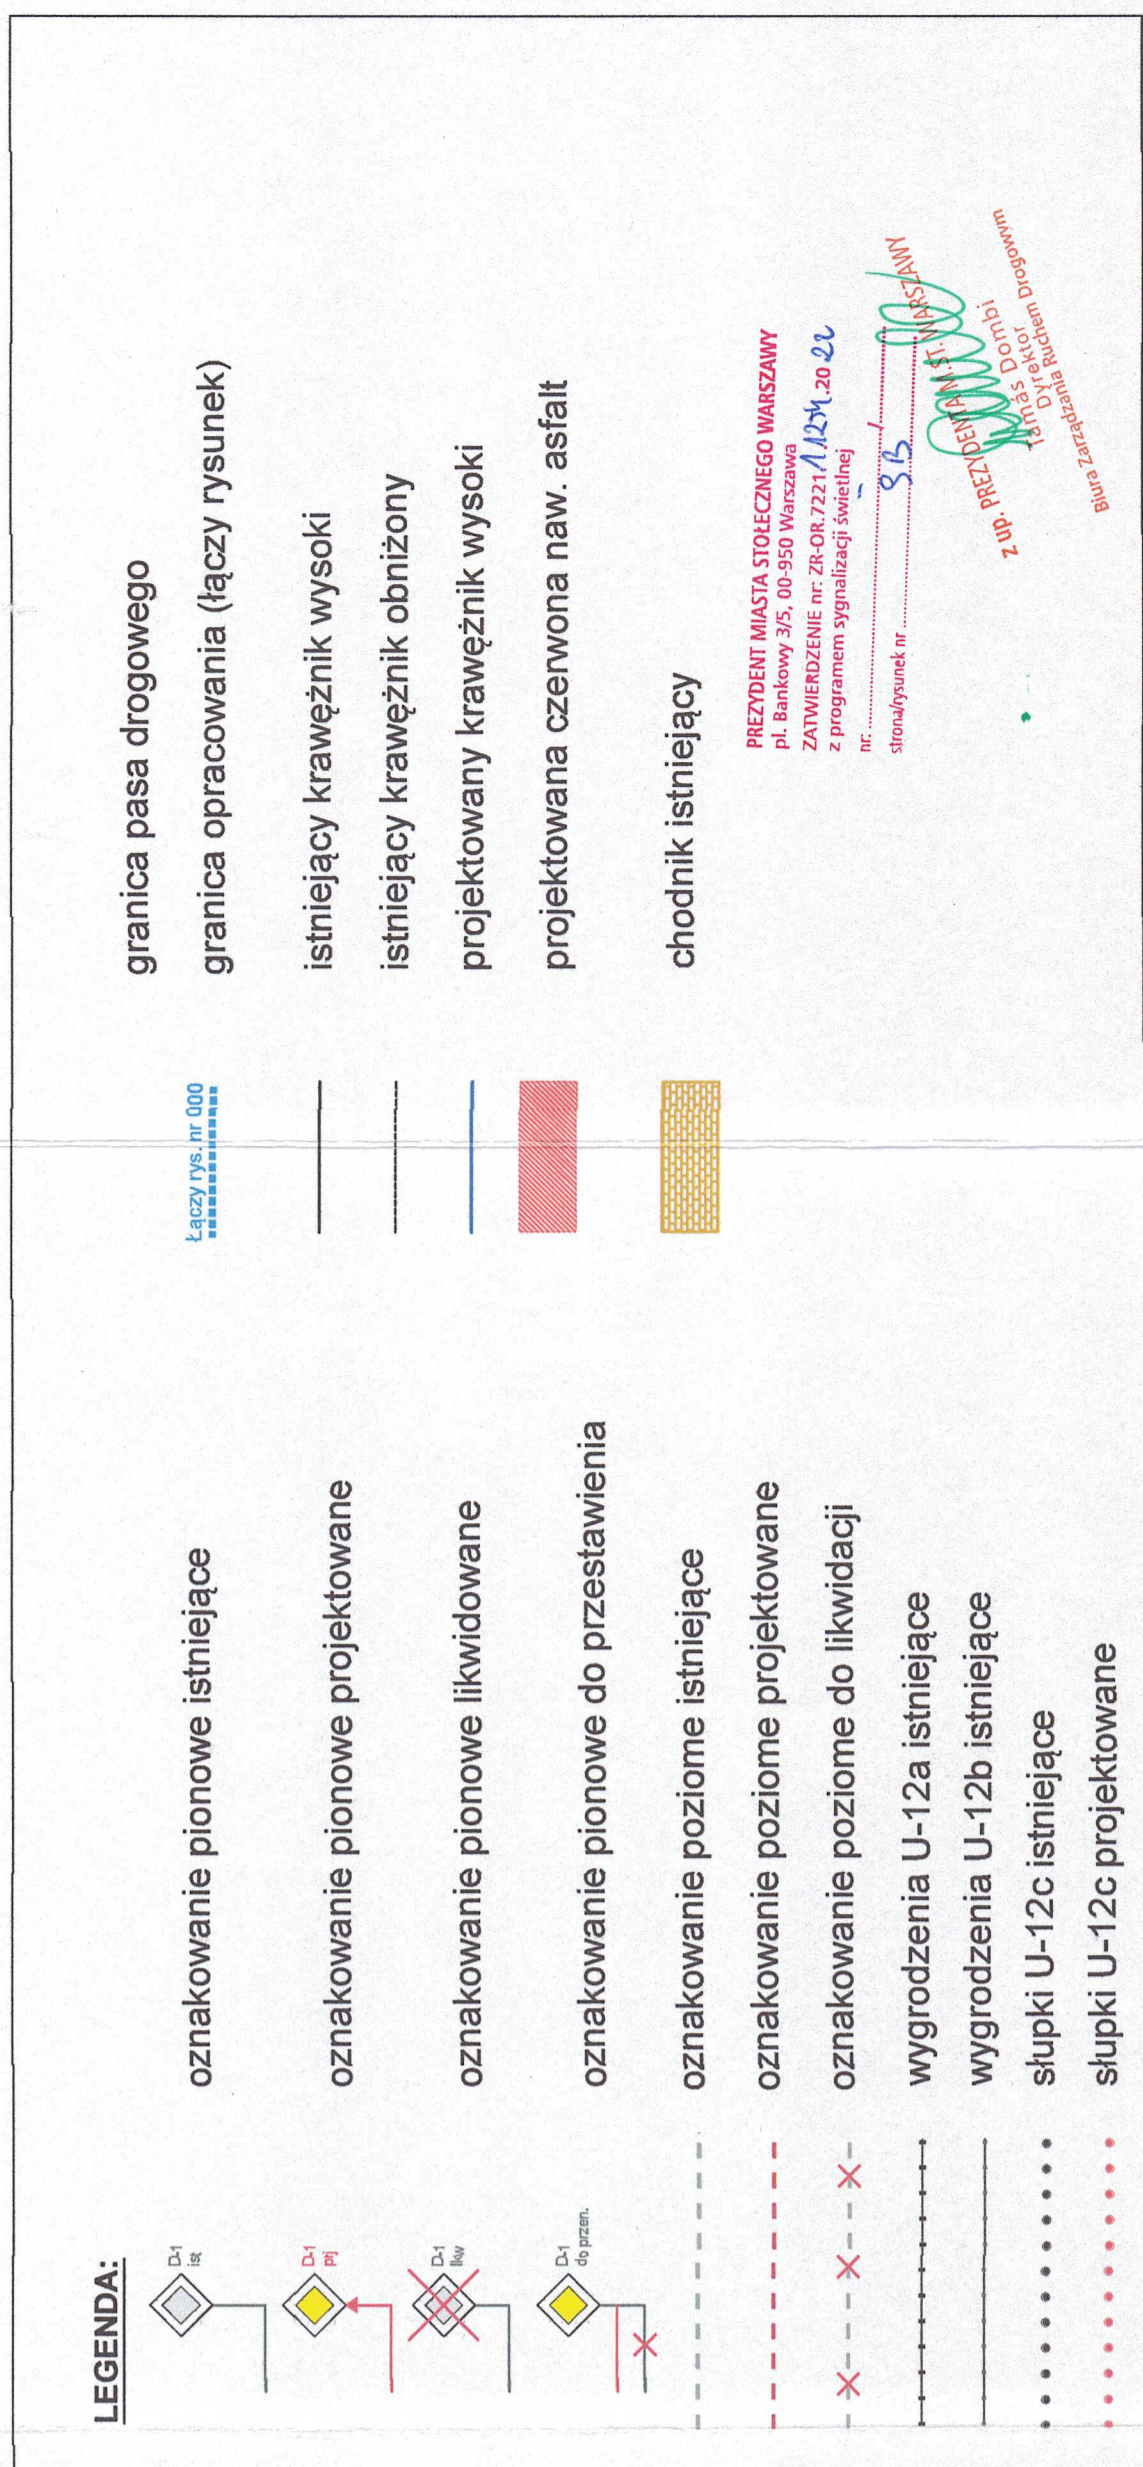 LEGENDA:
D-1
ist
oznakowanie pionowe istniejące
D-1
prj
oznakowanie pionowe projektowane
D-1
lkw
oznakowanie pionowe likwidowane
D-1
do przen.
oznakowanie pionowe do przestawienia
oznakowanie poziome istniejące
oznakowanie poziome projektowane
oznakowanie poziome do likwidacji
wygrodzenia U-12a istniejące
wygrodzenia U-12b istniejące
słupki U-12c istniejące
słupki U-12c projektowane
granica pasa drogowego
Łączy rys. nr 000
granica opracowania (łączy rysunek)
istniejący krawężnik wysoki
istniejący krawężnik obniżony
projektowany krawężnik wysoki
projektowana czerwona naw. asfalt
chodnik istniejący
PREZYDENT MIASTA STOŁECZNEGO WARSZAWY
pl. Bankowy 3/5, 00-950 Warszawa
ZATWIERDZENIE nr: ZR-OR.7221.1.1254.2022
z programem sygnalizacji świetlnej
nr: / 
strona/rysunek nr
z up. PREZYDENTA M.ST. WARSZAWY
Tamás Dombi
Dyrektor
Biura Zarządzania Ruchem Drogowym